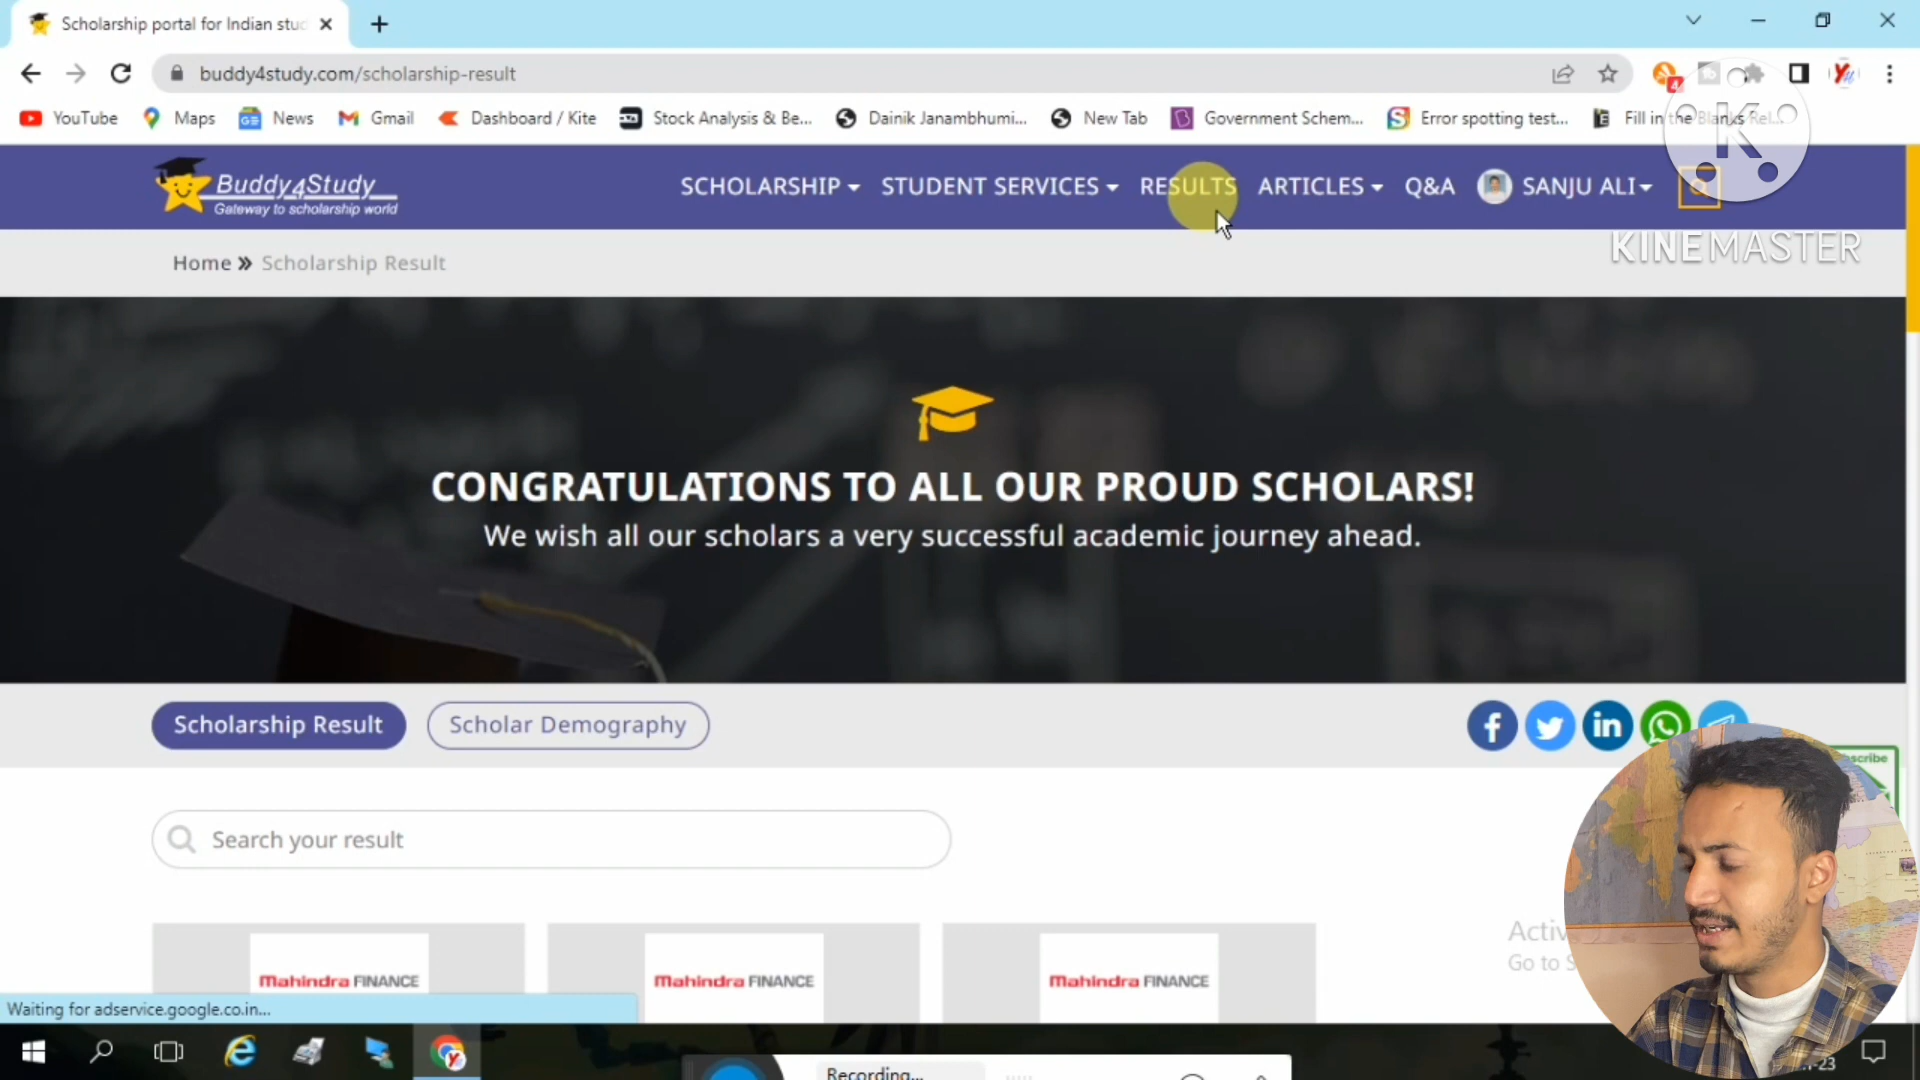 Scholarship portal for Indian stu
buddy4study.com/scholarship-result
YouTube Maps News Gmail Dashboard / Kite Stock Analysis & Be... Dainik Janambhumi... New Tab Government Schem... Error spotting test... Fill in the Blanks Rel...
K
KINEMASTER
Buddy4Study
Gateway to scholarship world
SCHOLARSHIP STUDENT SERVICES RESULTS ARTICLES Q&A SANJU ALI
Home » Scholarship Result
CONGRATULATIONS TO ALL OUR PROUD SCHOLARS!
We wish all our scholars a very successful academic journey ahead.
Scholarship Result Scholar Demography
Search your result
Mahindra FINANCE Mahindra FINANCE Mahindra FINANCE
Go to
Waiting for adservice.google.co.in...
Recording...